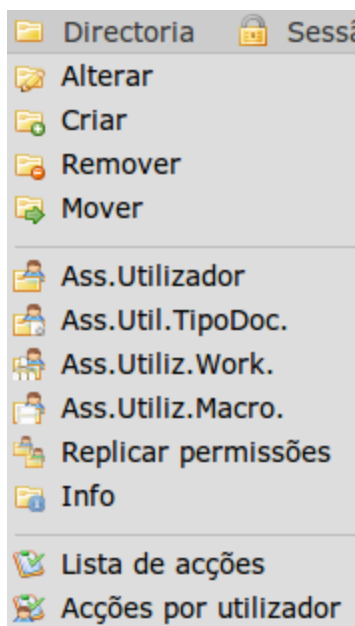 Directoria Sessã
Alterar
Criar
Remover
Mover
Ass.Utilizador
Ass.Util.TipoDoc.
Ass.Utiliz.Work.
Ass.Utiliz.Macro.
Replicar permissões
Info
Lista de acções
Acções por utilizador